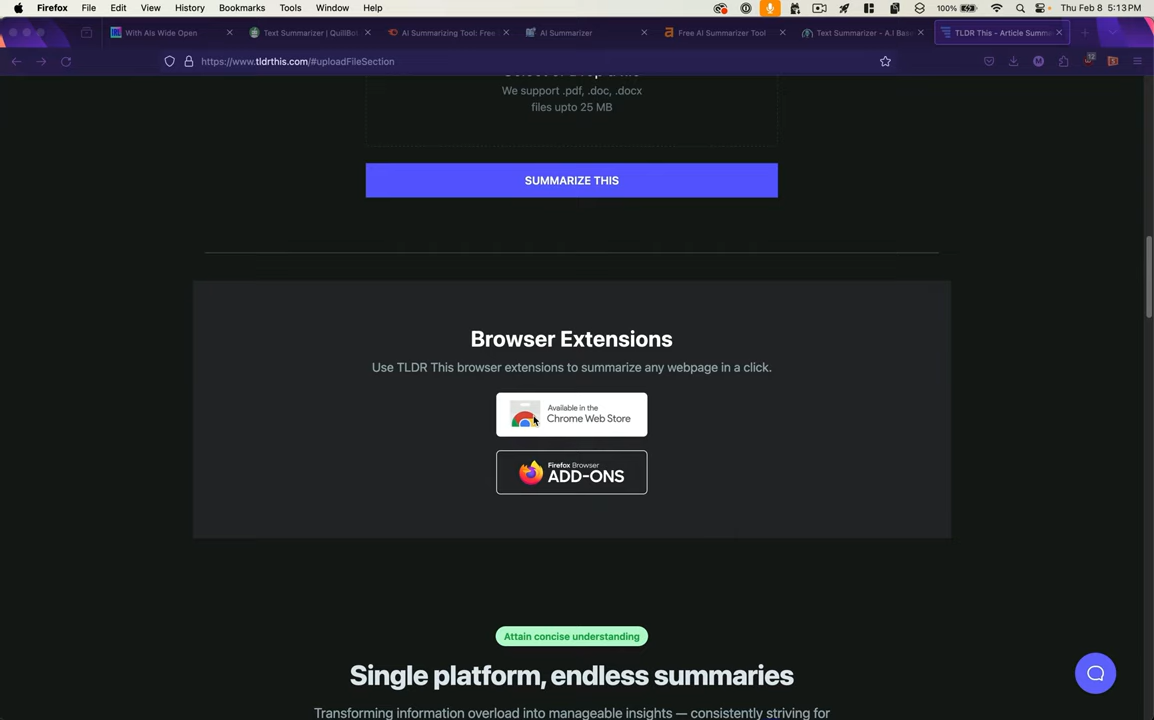 Firefox File Edit View History Bookmarks Tools Window Help 100% Thu Feb 8 5:13 PM
With AIs Wide Open
Text Summarizer | QuillBo
AI Summarizing Tool: Free
AI Summarizer
Free AI Summarizer Tool
Text Summarizer - A.I Base
TLDR This - Article Summa
https://www.tldrthis.com/#uploadFileSection
12
We support .pdf, .doc, .docx
files upto 25 MB
SUMMARIZE THIS
Browser Extensions
Use TLDR This browser extensions to summarize any webpage in a click.
Available in the
Chrome Web Store
Firefox Browser
ADD-ONS
Attain concise understanding
Single platform, endless summaries
Transforming information overload into manageable insights — consistently striving for